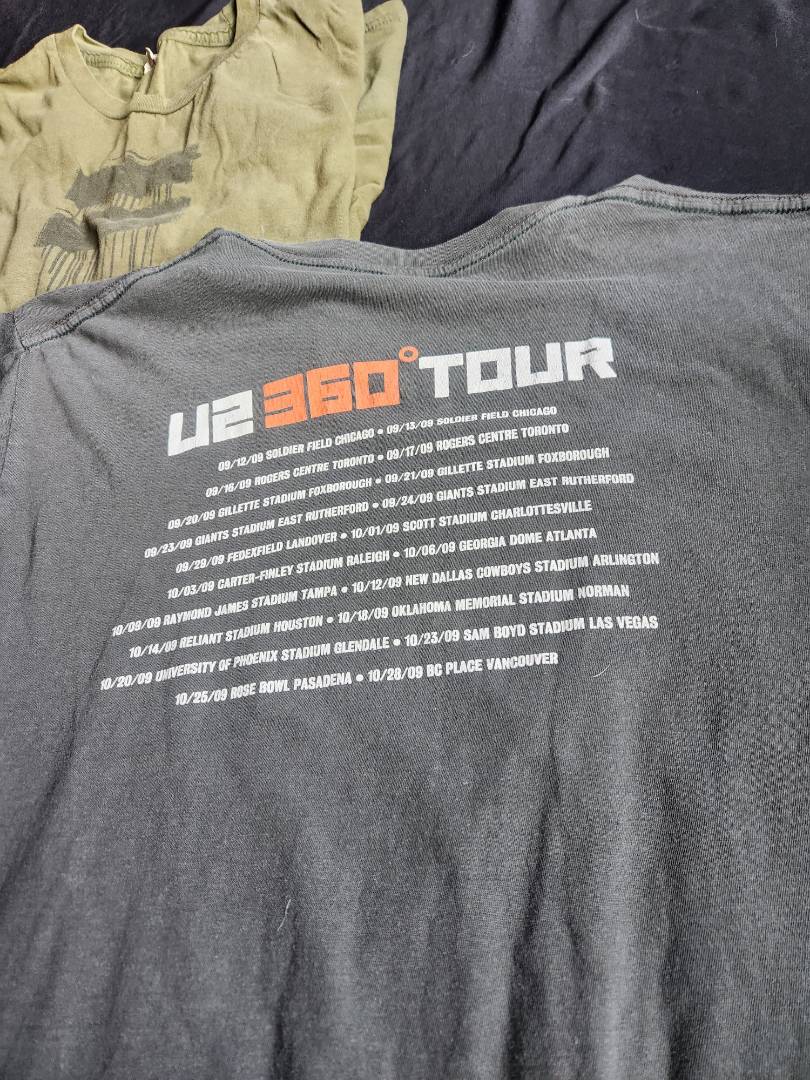 U2 360° TOUR
09/12/09 SOLDIER FIELD CHICAGO • 09/13/09 SOLDIER FIELD CHICAGO
09/16/09 ROGERS CENTRE TORONTO • 09/17/09 ROGERS CENTRE TORONTO
09/20/09 GILLETTE STADIUM FOXBOROUGH • 09/21/09 GILLETTE STADIUM FOXBOROUGH
09/23/09 GIANTS STADIUM EAST RUTHERFORD • 09/24/09 GIANTS STADIUM EAST RUTHERFORD
09/29/09 FEDEXFIELD LANDOVER • 10/01/09 SCOTT STADIUM CHARLOTTESVILLE
10/03/09 CARTER-FINLEY STADIUM RALEIGH • 10/06/09 GEORGIA DOME ATLANTA
10/09/09 RAYMOND JAMES STADIUM TAMPA • 10/12/09 NEW DALLAS COWBOYS STADIUM ARLINGTON
10/14/09 RELIANT STADIUM HOUSTON • 10/18/09 OKLAHOMA MEMORIAL STADIUM NORMAN
10/20/09 UNIVERSITY OF PHOENIX STADIUM GLENDALE • 10/23/09 SAM BOYD STADIUM LAS VEGAS
10/25/09 ROSE BOWL PASADENA • 10/28/09 BC PLACE VANCOUVER